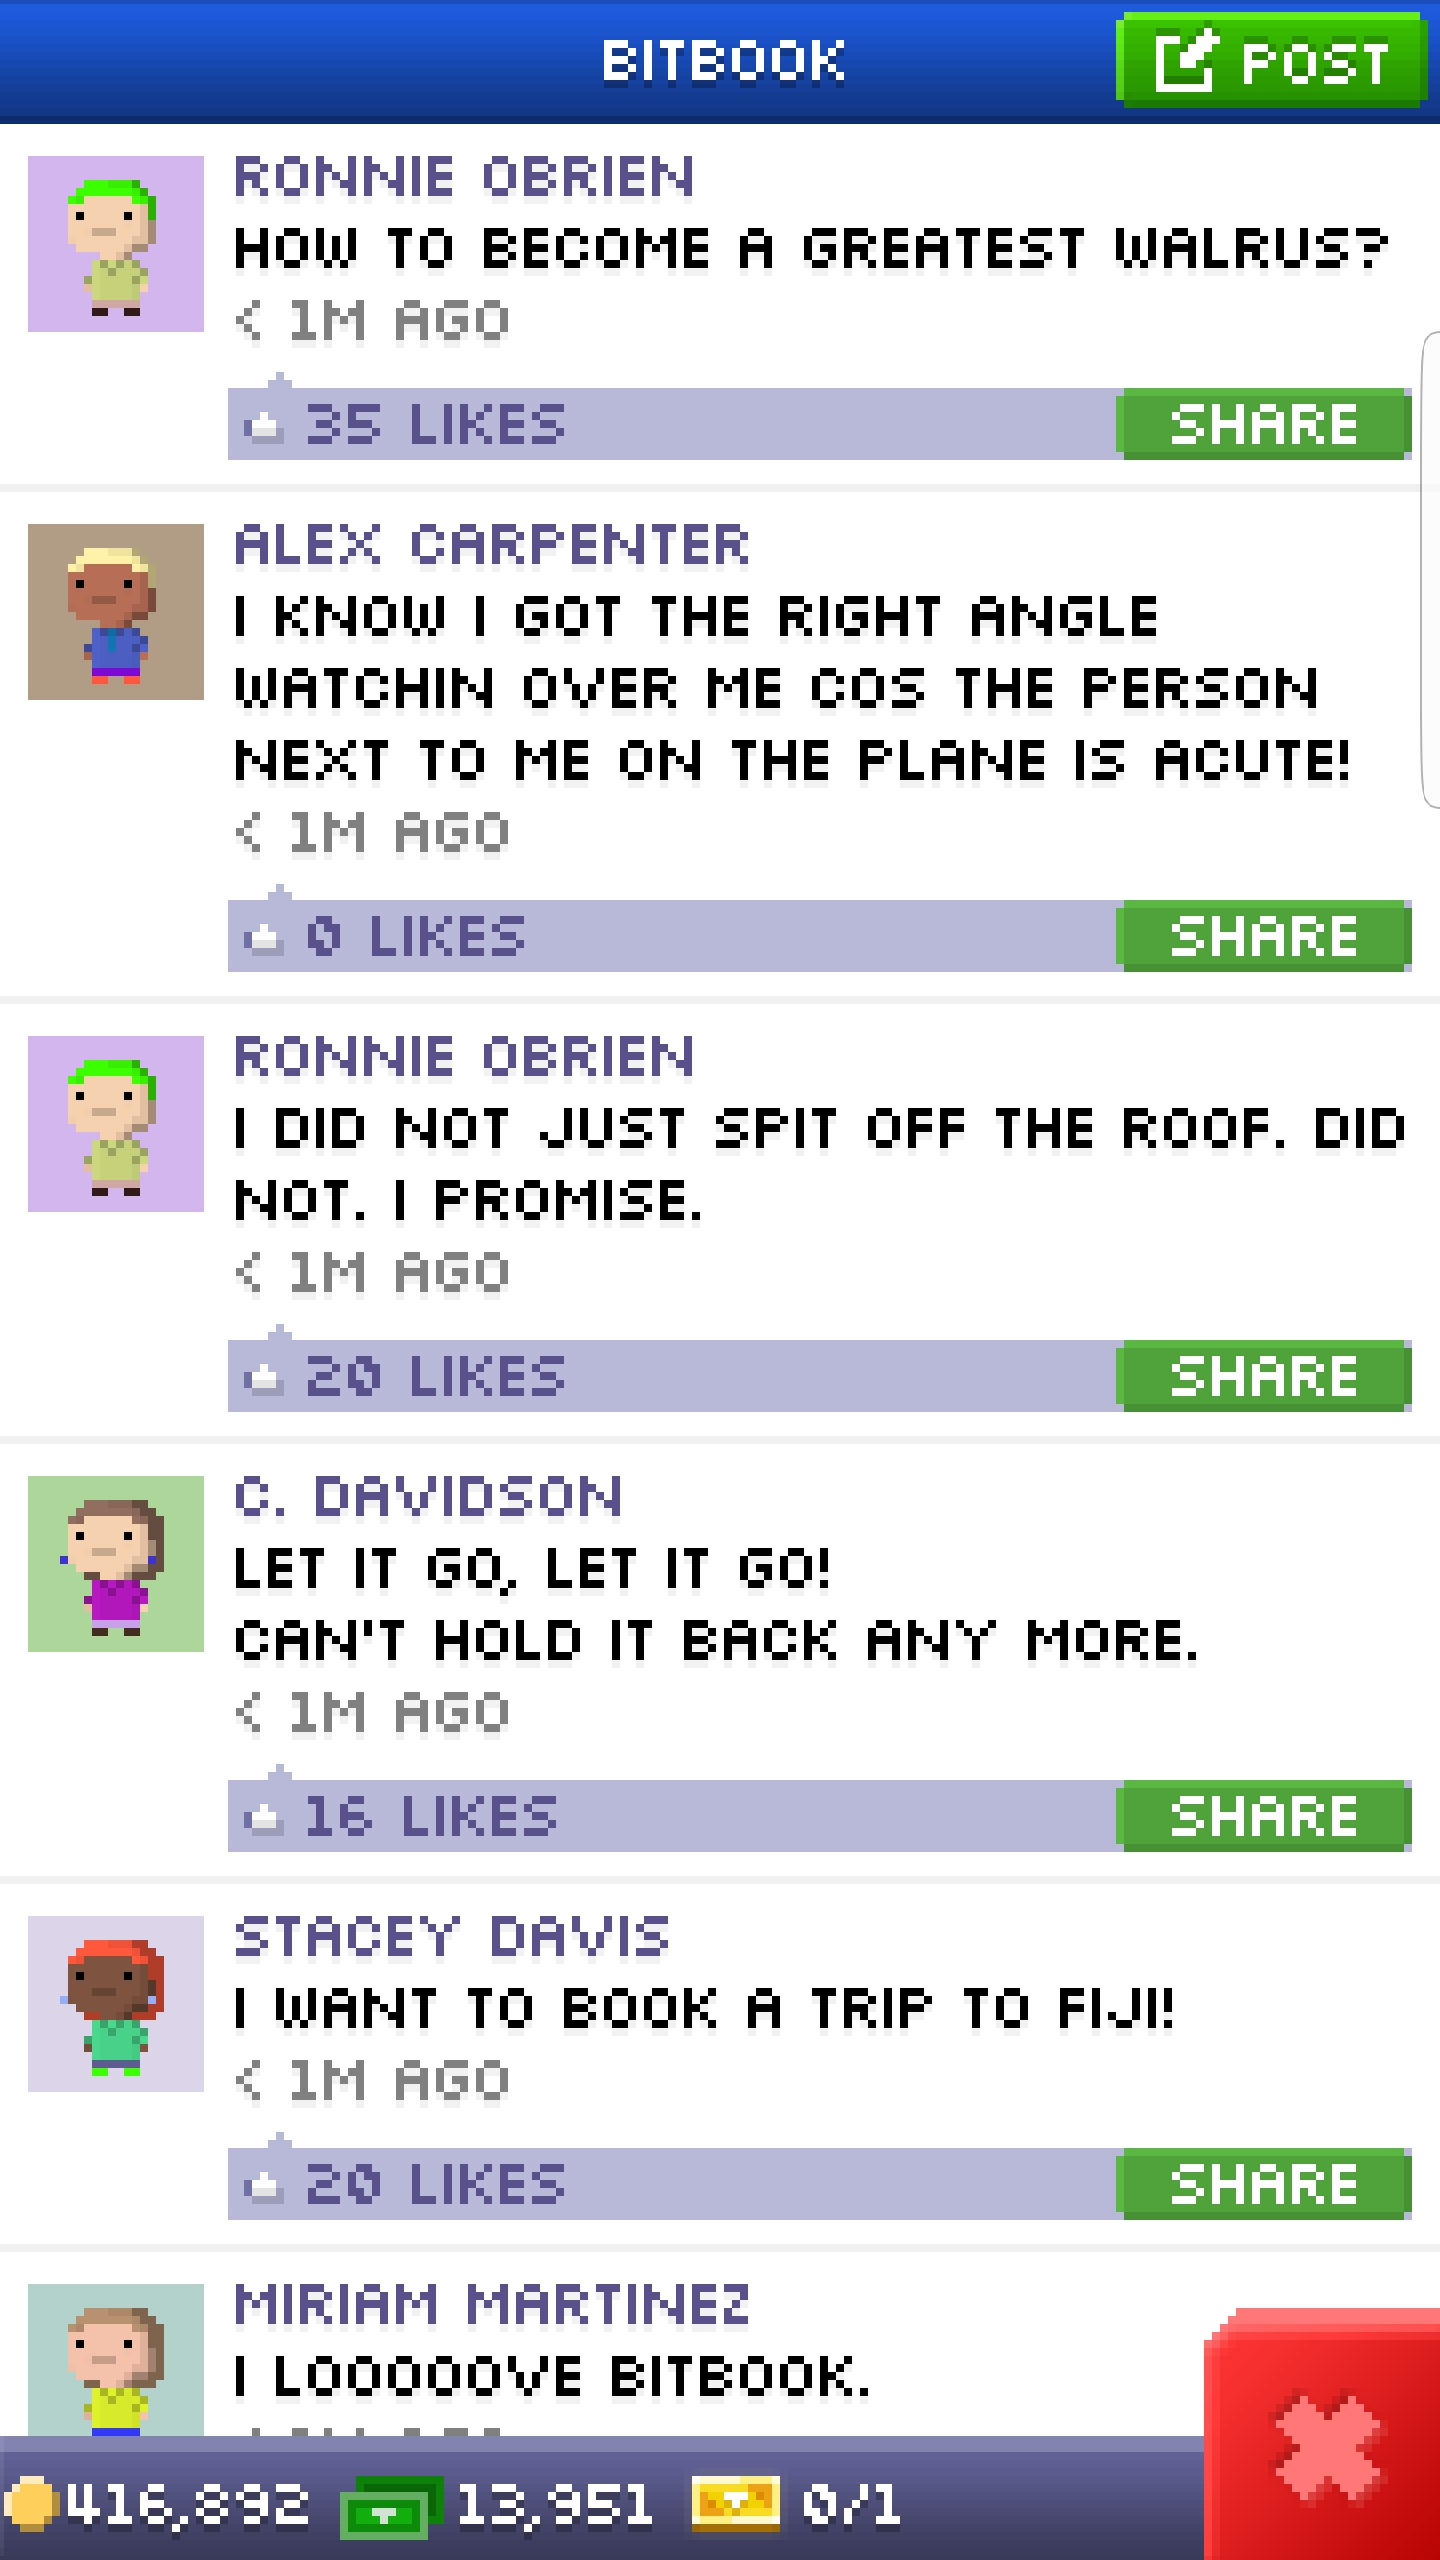 BITBOOK
POST
RONNIE OBRIEN
HOW TO BECOME A GREATEST WALRUS?
< 1M AGO
35 LIKES
SHARE
ALEX CARPENTER
I KNOW I GOT THE RIGHT ANGLE
WATCHIN OVER ME COS THE PERSON
NEXT TO ME ON THE PLANE IS ACUTE!
< 1M AGO
0 LIKES
SHARE
RONNIE OBRIEN
I DID NOT JUST SPIT OFF THE ROOF. DID
NOT. I PROMISE.
< 1M AGO
20 LIKES
SHARE
C. DAVIDSON
LET IT GO, LET IT GO!
CAN'T HOLD IT BACK ANY MORE.
< 1M AGO
16 LIKES
SHARE
STACEY DAVIS
I WANT TO BOOK A TRIP TO FIJI!
< 1M AGO
20 LIKES
SHARE
MIRIAM MARTINEZ
I LOOOOOVE BITBOOK.
416,892
13,951
0/1